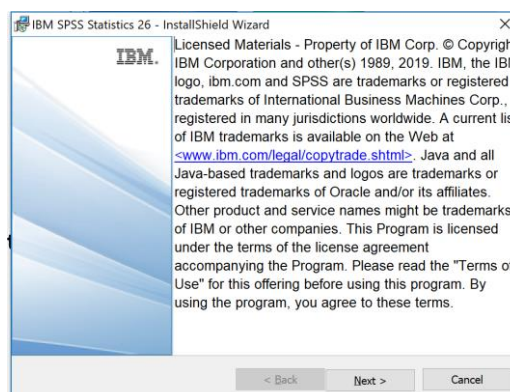 IBM SPSS Statistics 26 - InstallShield Wizard
IBM.
Licensed Materials - Property of IBM Corp. © Copyrigh
IBM Corporation and other(s) 1989, 2019. IBM, the IB
logo, ibm.com and SPSS are trademarks or registered
trademarks of International Business Machines Corp.,
registered in many jurisdictions worldwide. A current lis
of IBM trademarks is available on the Web at
<www.ibm.com/legal/copytrade.shtml>. Java and all
Java-based trademarks and logos are trademarks or
registered trademarks of Oracle and/or its affiliates.
Other product and service names might be trademarks
of IBM or other companies. This Program is licensed
under the terms of the license agreement
accompanying the Program. Please read the "Terms of
Use" for this offering before using this program. By
using the program, you agree to these terms.
< Back Next > Cancel